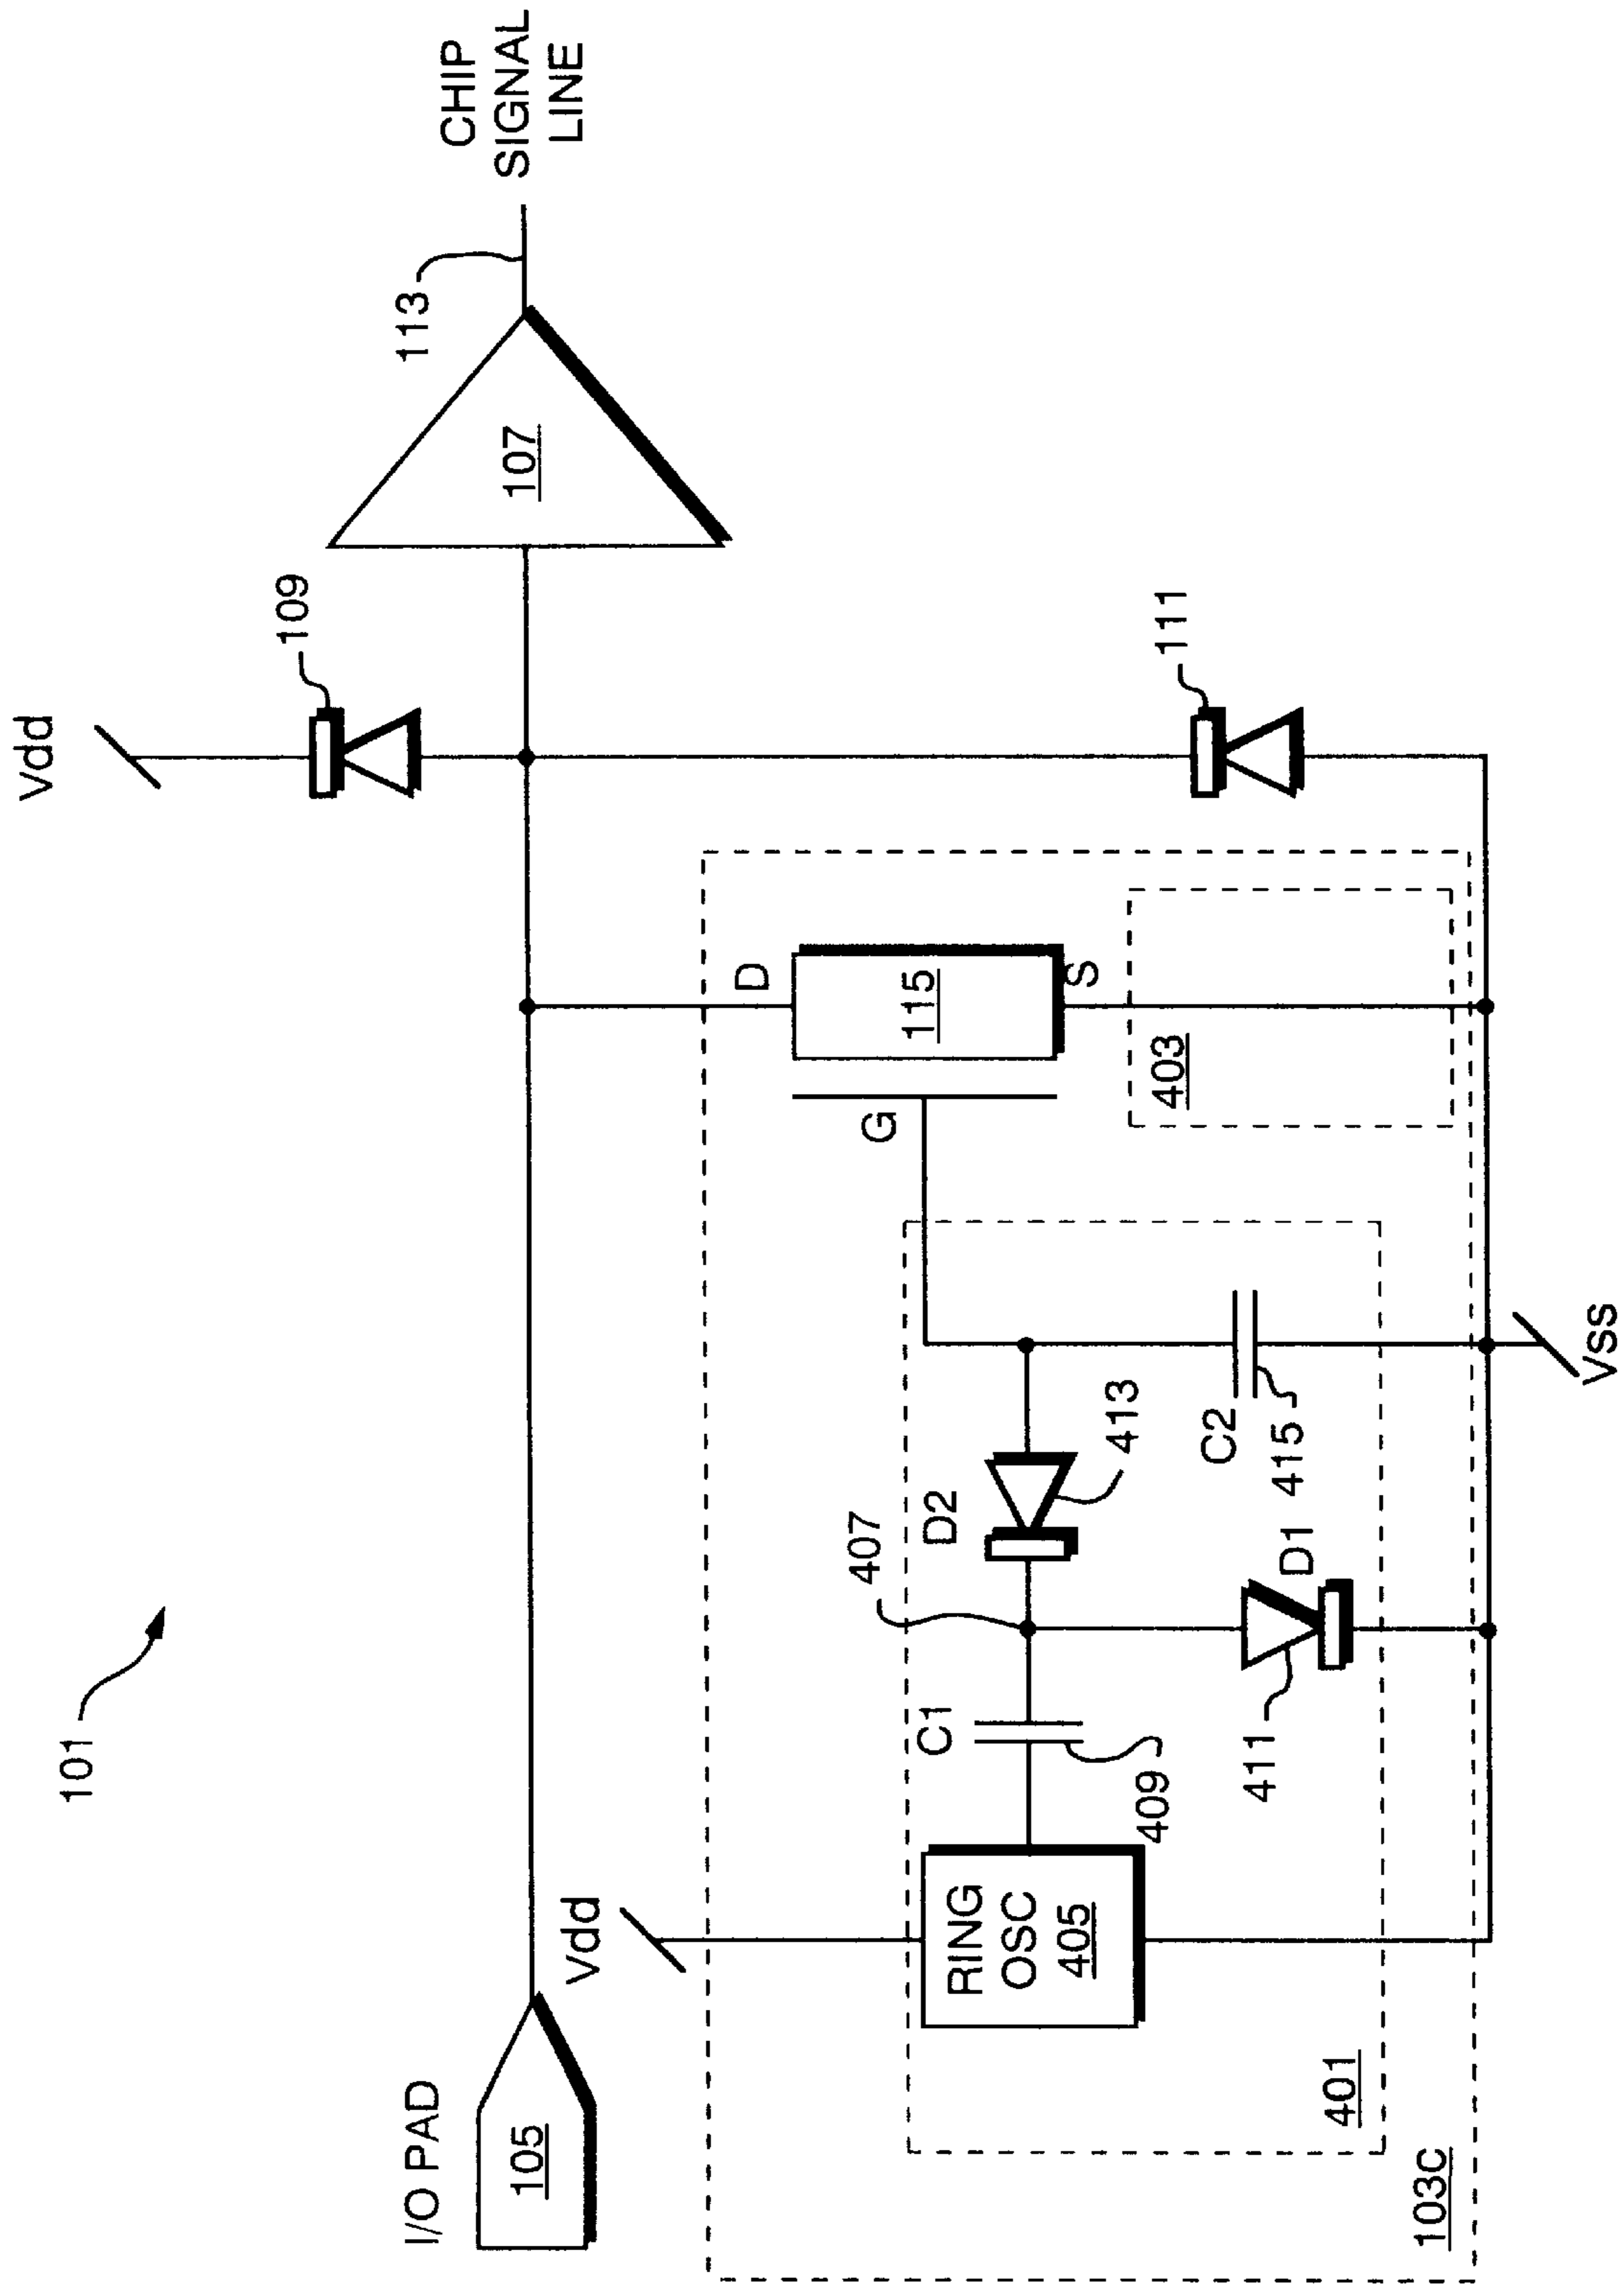 101
I/O PAD
105
Vdd
109
107
113
CHIP
SIGNAL
LINE
111
D
115
S
G
403
Vdd
RING
OSC
405
C1
409
407
D2
413
D1
411
C2
415
401
103C
Vss